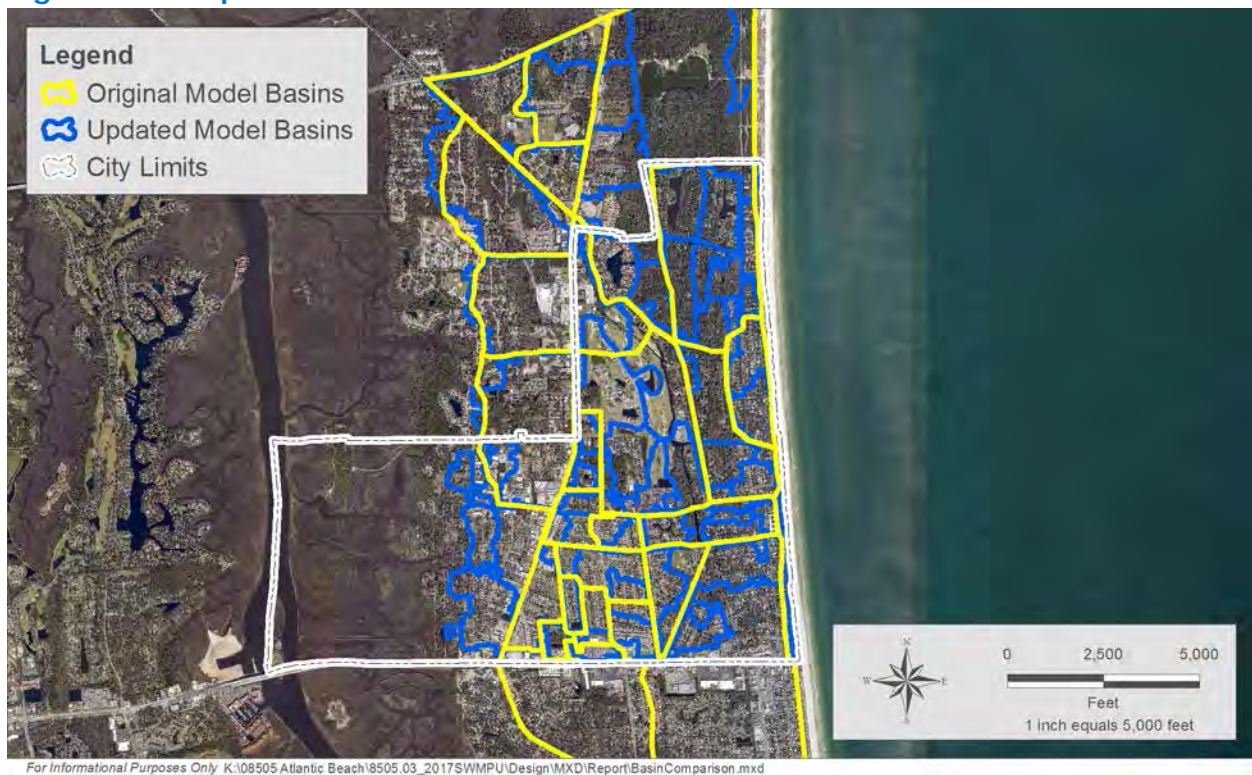 Legend
Original Model Basins
Updated Model Basins
City Limits
N
W E
S
0 2,500 5,000
Feet
1 inch equals 5,000 feet
For Informational Purposes Only K:\08505 Atlantic Beach\8505.03_2017SWMPU\Design\MXD\Report\BasinComparison.mxd